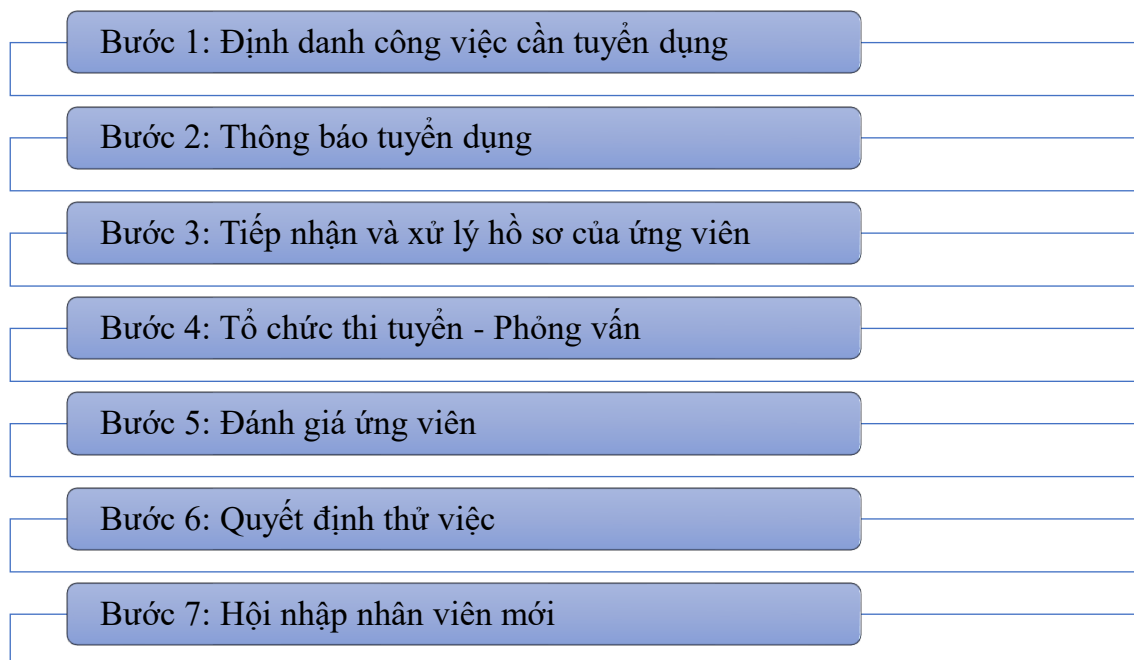 Bước 1: Định danh công việc cần tuyển dụng
Bước 2: Thông báo tuyển dụng
Bước 3: Tiếp nhận và xử lý hồ sơ của ứng viên
Bước 4: Tổ chức thi tuyển - Phỏng vấn
Bước 5: Đánh giá ứng viên
Bước 6: Quyết định thử việc
Bước 7: Hội nhập nhân viên mới